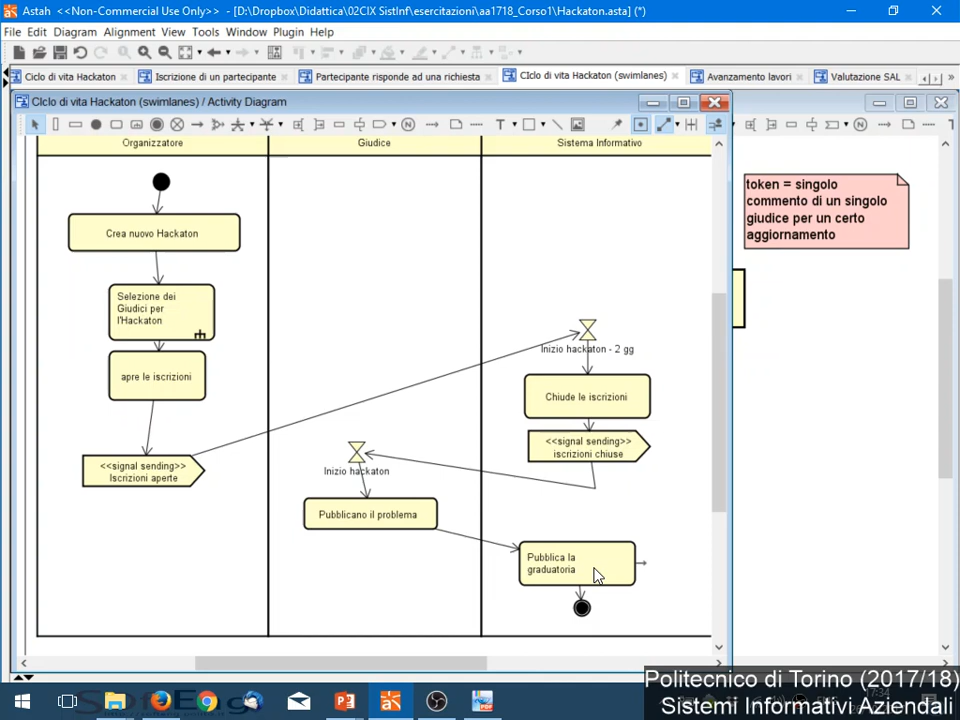 Astah <<Non-Commercial Use Only>> - [D:\Dropbox\Didattica\02CIX SistInf\esercitazioni\aa1718_Corso1\Hackaton.asta] (*)
File Edit Diagram Alignment View Tools Window Plugin Help
Ciclo di vita Hackaton
Iscrizione di un partecipante
Partecipante risponde ad una richiesta
CIclo di vita Hackaton (swimlanes)
Avanzamento lavori
Valutazione SAL
CIclo di vita Hackaton (swimlanes) / Activity Diagram
Organizzatore
Giudice
Sistema Informativo
token = singolo
commento di un singolo
giudice per un certo
aggiornamento
Crea nuovo Hackaton
Selezione dei
Giudici per
l'Hackaton
Inizio hackaton - 2 gg
apre le iscrizioni
Chiude le iscrizioni
<<signal sending>>
iscrizioni chiuse
<<signal sending>>
Iscrizioni aperte
Inizio hackaton
Pubblicano il problema
Pubblica la
graduatoria
Politecnico di Torino (2017/18)
17:34
Sistemi Informativi Aziendali